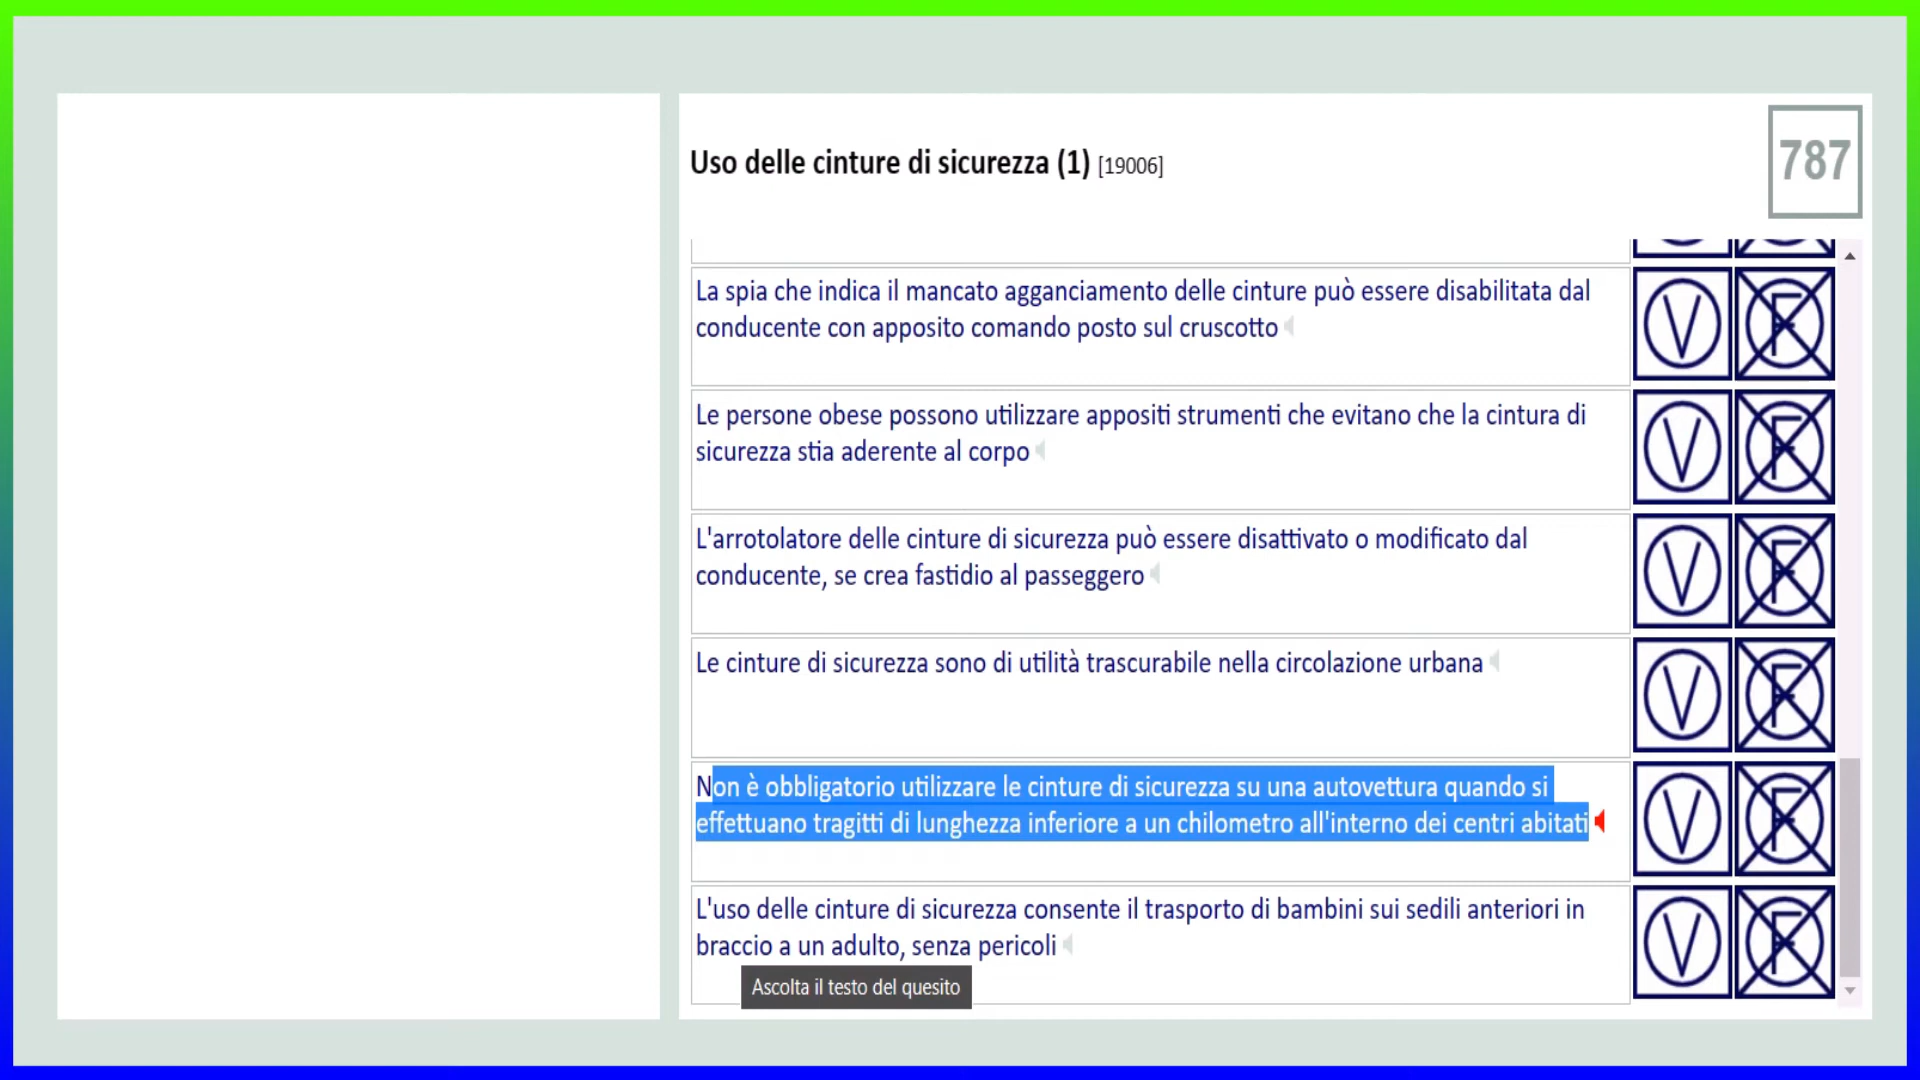 787
Uso delle cinture di sicurezza (1) [19006]
La spia che indica il mancato agganciamento delle cinture può essere disabilitata dal
conducente con apposito comando posto sul cruscotto
V F
Le persone obese possono utilizzare appositi strumenti che evitano che la cintura di
sicurezza stia aderente al corpo
V F
L'arrotolatore delle cinture di sicurezza può essere disattivato o modificato dal
conducente, se crea fastidio al passeggero
V F
Le cinture di sicurezza sono di utilità trascurabile nella circolazione urbana
V F
Non è obbligatorio utilizzare le cinture di sicurezza su una autovettura quando si
effettuano tragitti di lunghezza inferiore a un chilometro all'interno dei centri abitati
V F
L'uso delle cinture di sicurezza consente il trasporto di bambini sui sedili anteriori in
braccio a un adulto, senza pericoli
V F
Ascolta il testo del quesito